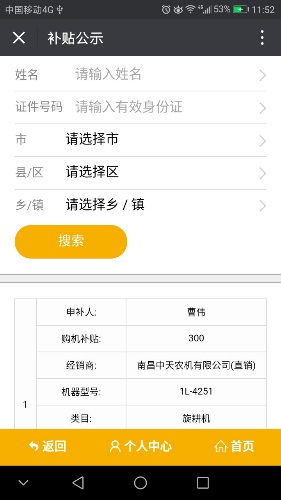 中国移动4G 4G 53% 11:52
补贴公示
姓名 请输入姓名
证件号码 请输入有效身份证
市 请选择市
县/区 请选择区
乡/镇 请选择乡 / 镇
搜索
申补人: 曹伟
购机补贴: 300
经销商: 南昌中天农机有限公司(直销)
机器型号: 1L-4251
1
类目: 旋耕机
返回 个人中心 首页